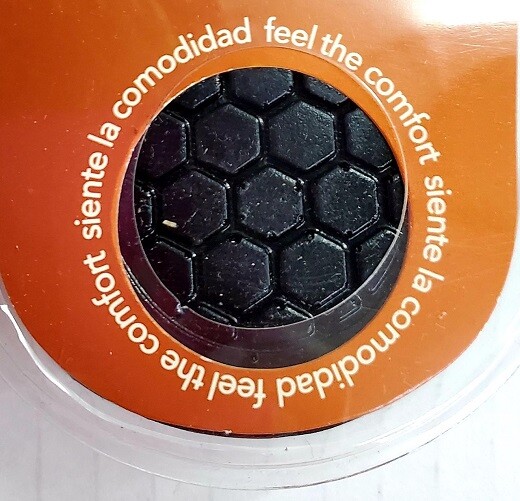 feel the comfort siente la comodidad feel the comfort siente la comodidad